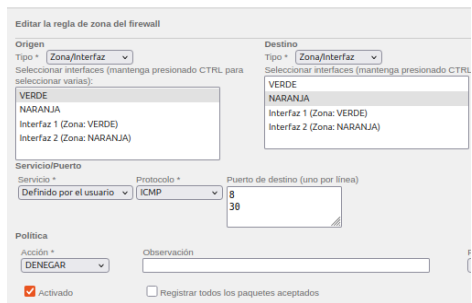 Editar la regla de zona del firewall
Origen
Tipo * Zona/Interfaz
Seleccionar interfaces (mantenga presionado CTRL para
seleccionar varias):
VERDE
NARANJA
Interfaz 1 (Zona: VERDE)
Interfaz 2 (Zona: NARANJA)
Destino
Tipo * Zona/Interfaz
Seleccionar interfaces (mantenga presionado CTRL
VERDE
NARANJA
Interfaz 1 (Zona: VERDE)
Interfaz 2 (Zona: NARANJA)
Servicio/Puerto
Servicio * Protocolo * Puerto de destino (uno por línea)
Definido por el usuario ICMP 8
30
Política
Acción * Observación
DENEGAR
Activado Registrar todos los paquetes aceptados